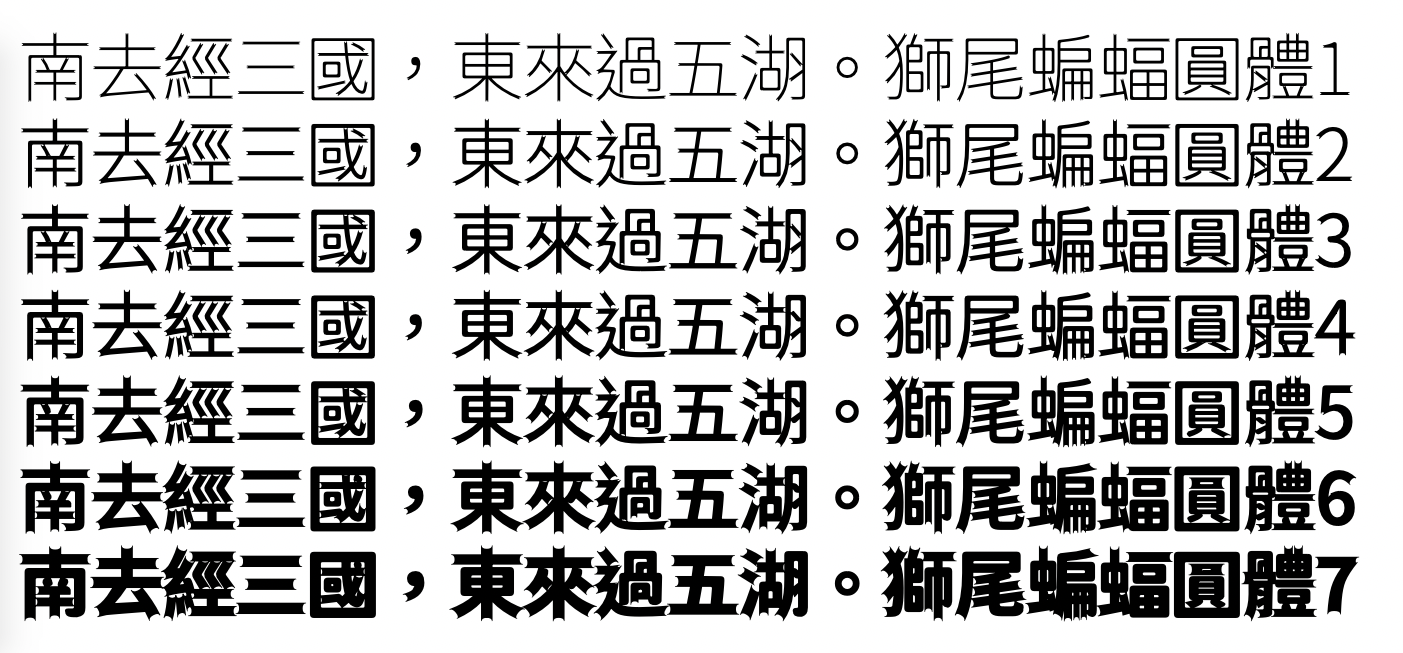 南去經三國，東來過五湖。獅尾蝙蝠圓體1
南去經三國，東來過五湖。獅尾蝙蝠圓體2
南去經三國，東來過五湖。獅尾蝙蝠圓體3
南去經三國，東來過五湖。獅尾蝙蝠圓體4
南去經三國，東來過五湖。獅尾蝙蝠圓體5
南去經三國，東來過五湖。獅尾蝙蝠圓體6
南去經三國，東來過五湖。獅尾蝙蝠圓體7